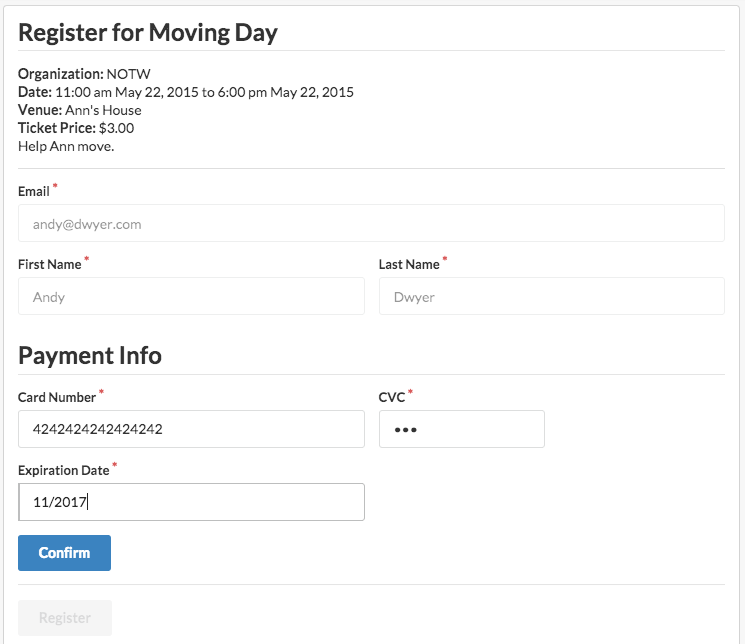 Register for Moving Day
Organization: NOTW
Date: 11:00 am May 22, 2015 to 6:00 pm May 22, 2015
Venue: Ann's House
Ticket Price: $3.00
Help Ann move.
Email *
andy@dwyer.com
First Name * Last Name *
Andy Dwyer
Payment Info
Card Number * CVC *
4242424242424242 •••
Expiration Date *
11/2017
Confirm
Register